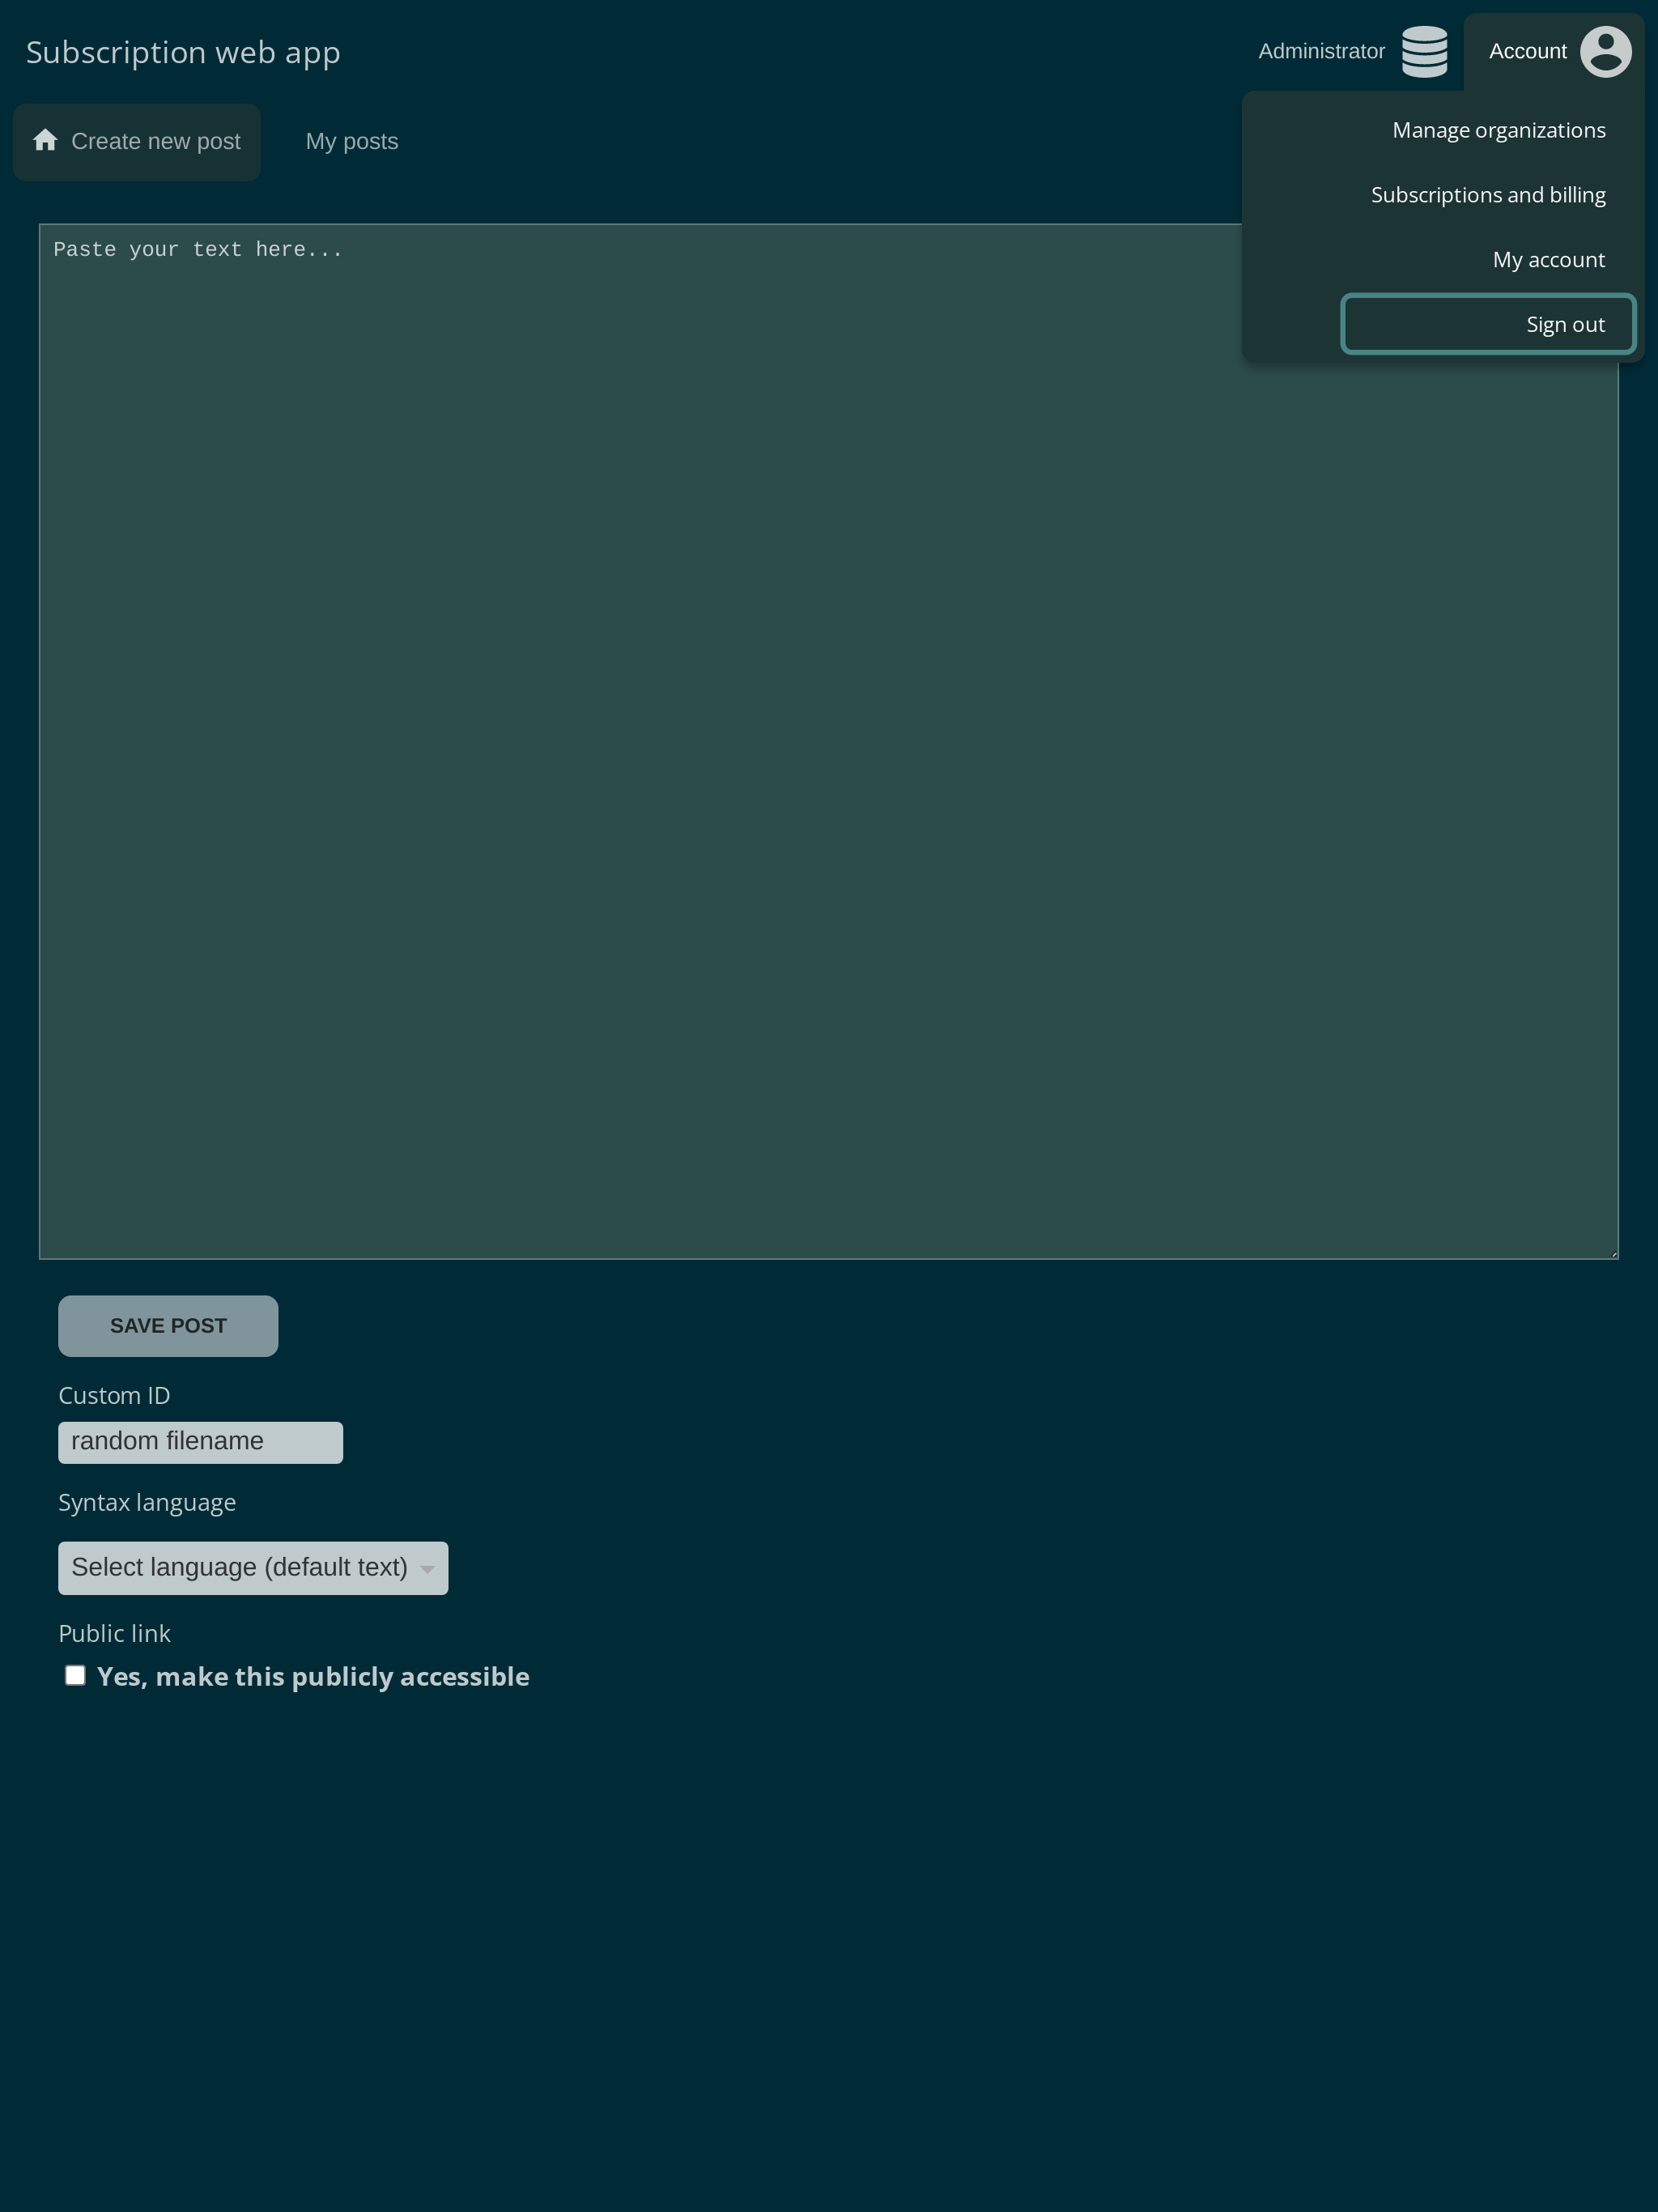 Subscription web app
Administrator
Account
Create new post
My posts
Manage organizations
Subscriptions and billing
My account
Sign out
Paste your text here...
SAVE POST
Custom ID
random filename
Syntax language
Select language (default text)
Public link
Yes, make this publicly accessible